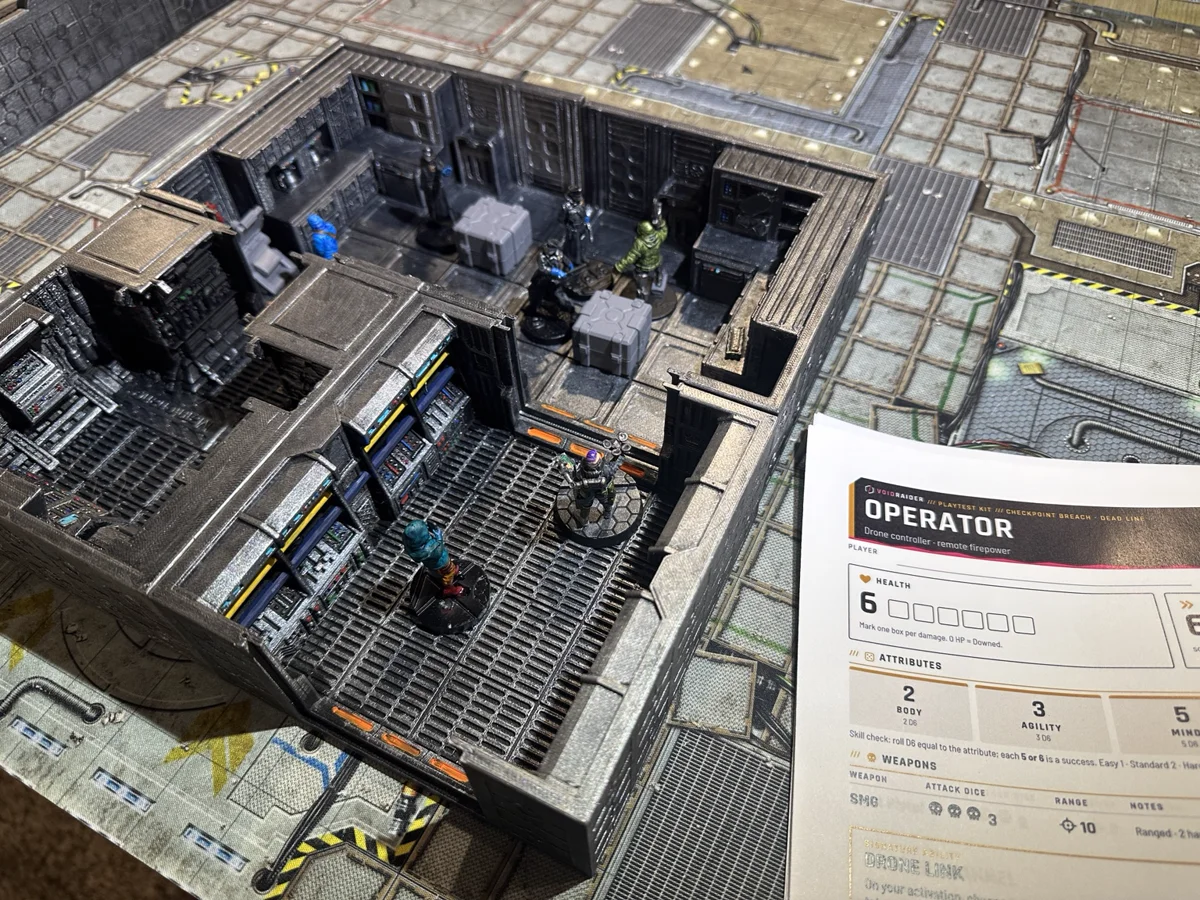 VOIDRAIDER /// PLAYTEST KIT /// CHECKPOINT BREACH · DEAD LINE
OPERATOR
Drone controller · remote firepower
PLAYER
HEALTH
6
Mark one box per damage. 0 HP = Downed.
/// ATTRIBUTES
2 3 5
BODY AGILITY MIND
2 D6 3 D6 5 D6
Skill check: roll D6 equal to the attribute; each 5 or 6 is a success. Easy 1 · Standard 2 ·
/// WEAPONS
WEAPON ATTACK DICE RANGE NOTES
SMG 3 10 Ranged · 2
DRONE LINK
On your activation,